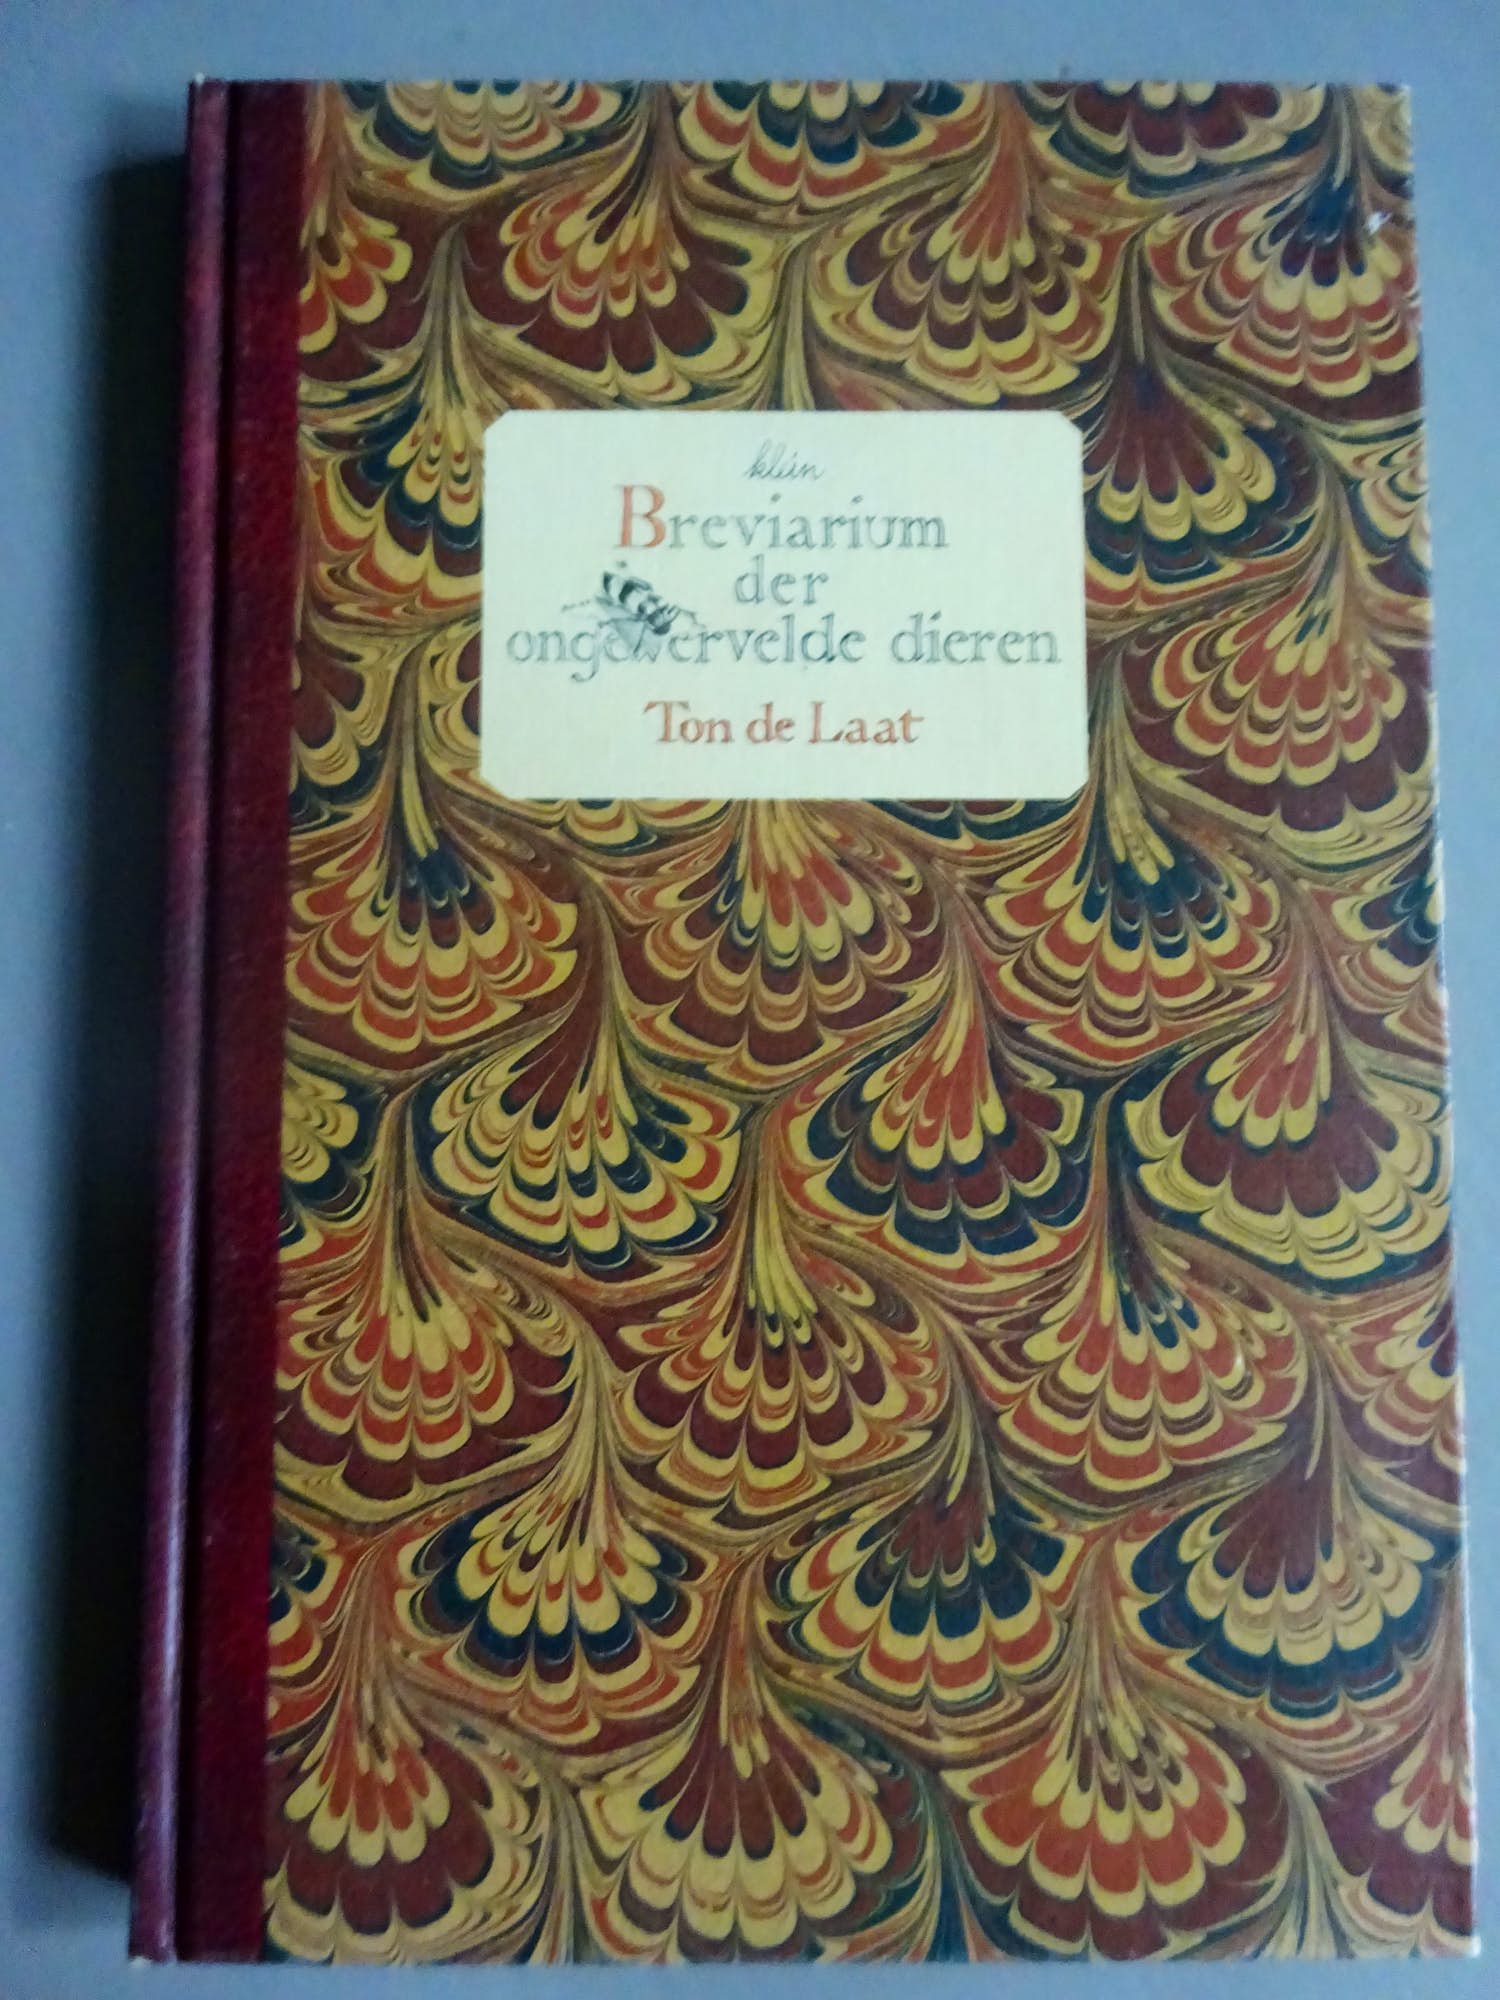 klein
Breviarium
der
ongewervelde dieren
Ton de Laat